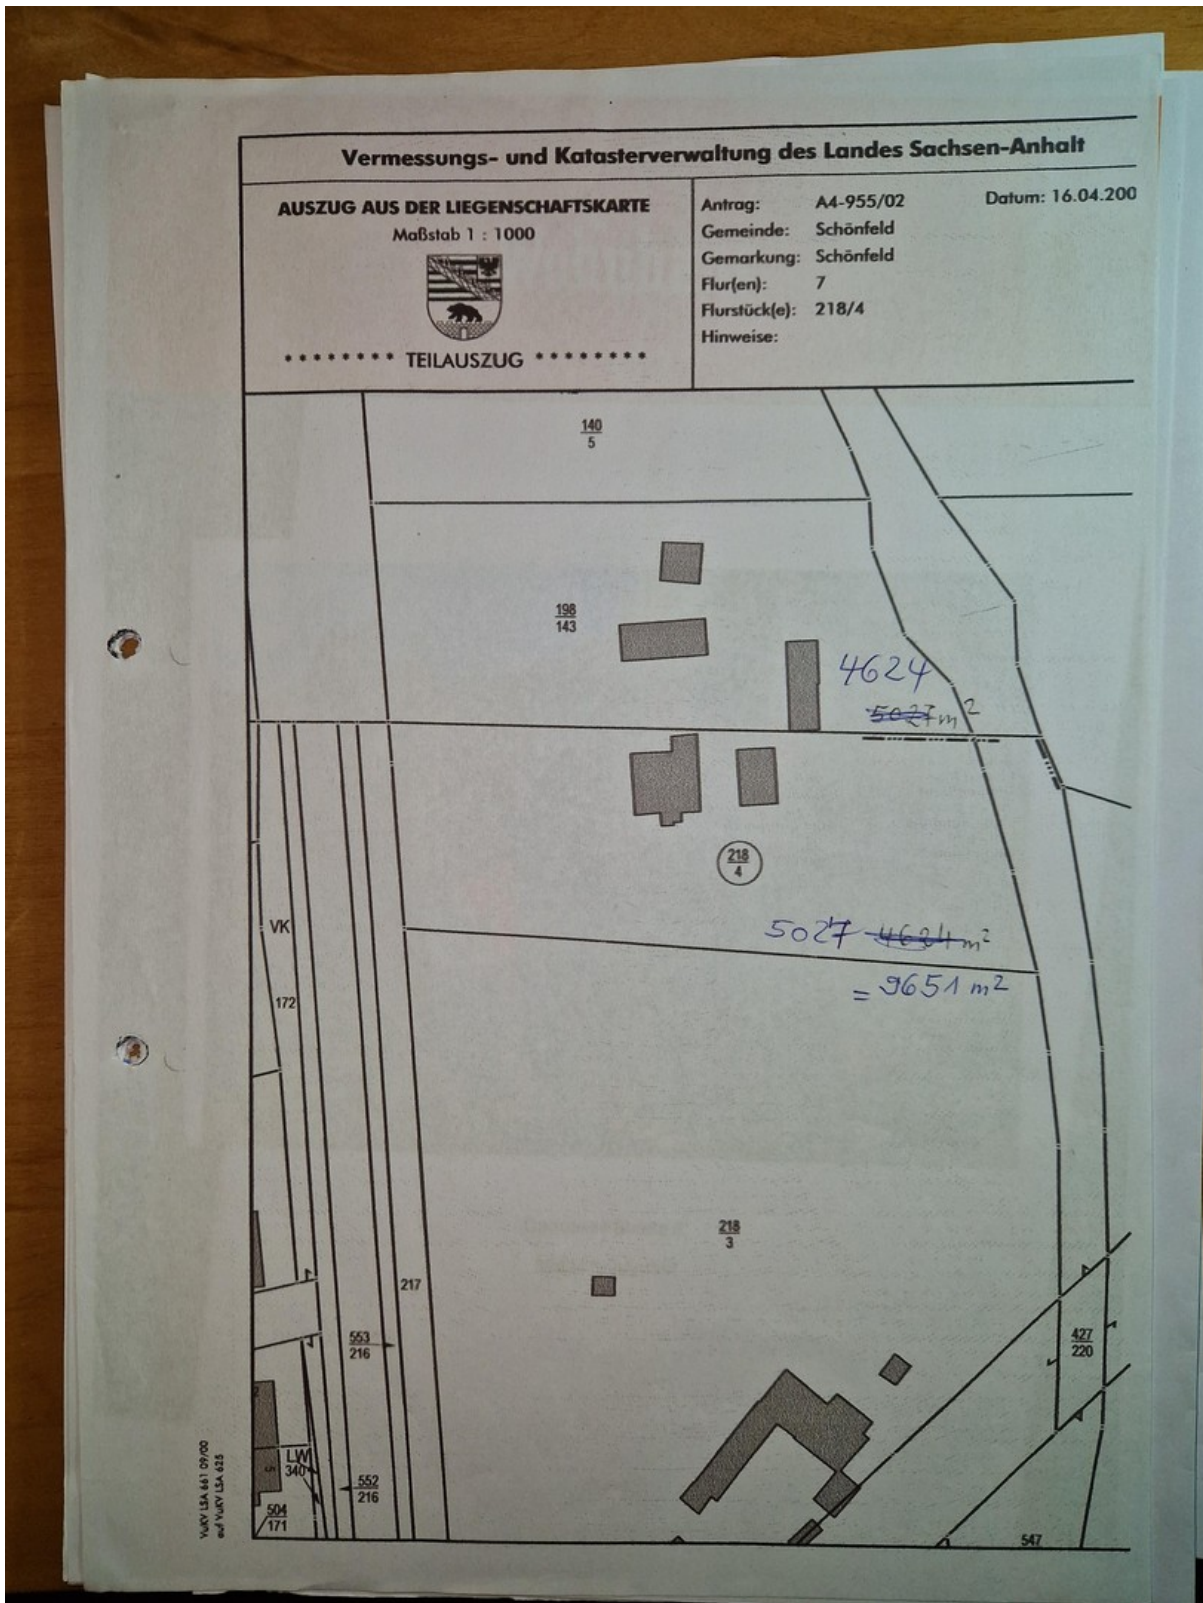 Vermessungs- und Katasterverwaltung des Landes Sachsen-Anhalt
AUSZUG AUS DER LIEGENSCHAFTSKARTE
Maßstab 1 : 1000
******** TEILAUSZUG ********
Antrag: A4-955/02 Datum: 16.04.200
Gemeinde: Schönfeld
Gemarkung: Schönfeld
Flur(en): 7
Flurstück(e): 218/4
Hinweise:
140
5
198
143
4624
5027 m²
218
4
VK
5027 4624 m²
= 9651 m²
172
218
3
217
553
216
427
220
LW
340
552
216
504
171
547
VuKV LSA 661 09/00
auf VuKV LSA 625